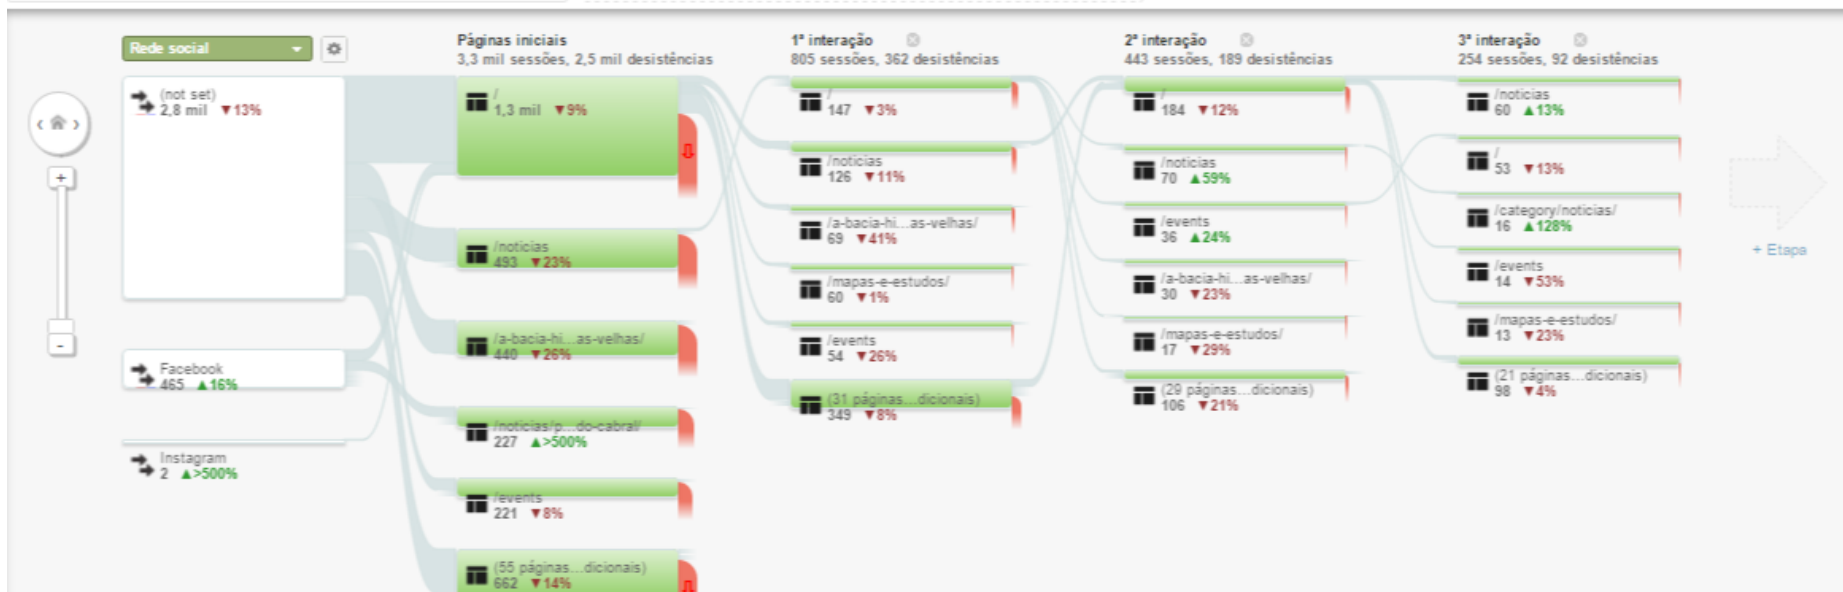 Rede social
(not set)
2,8 mil ▼13%
Facebook
465 ▲16%
Instagram
2 ▲>500%
+
-
Páginas iniciais
3,3 mil sessões, 2,5 mil desistências
/
1,3 mil ▼9%
/noticias
493 ▼23%
/a-bacia-hi...as-velhas/
440 ▼26%
/noticias/p...do-cabral/
227 ▲>500%
/events
221 ▼8%
(55 páginas...dicionais)
662 ▼14%
1ª interação
805 sessões, 362 desistências
/
147 ▼3%
/noticias
126 ▼11%
/a-bacia-hi...as-velhas/
69 ▼41%
/mapas-e-estudos/
60 ▼1%
/events
54 ▼26%
(31 páginas...dicionais)
349 ▼8%
2ª interação
443 sessões, 189 desistências
/
184 ▼12%
/noticias
70 ▲59%
/events
36 ▲24%
/a-bacia-hi...as-velhas/
30 ▼23%
/mapas-e-estudos/
17 ▼29%
(29 páginas...dicionais)
106 ▼21%
3ª interação
254 sessões, 92 desistências
/noticias
60 ▲13%
/
53 ▼13%
/category/noticias/
16 ▲128%
/events
14 ▼53%
/mapas-e-estudos/
13 ▼23%
(21 páginas...dicionais)
98 ▼4%
+ Etapa